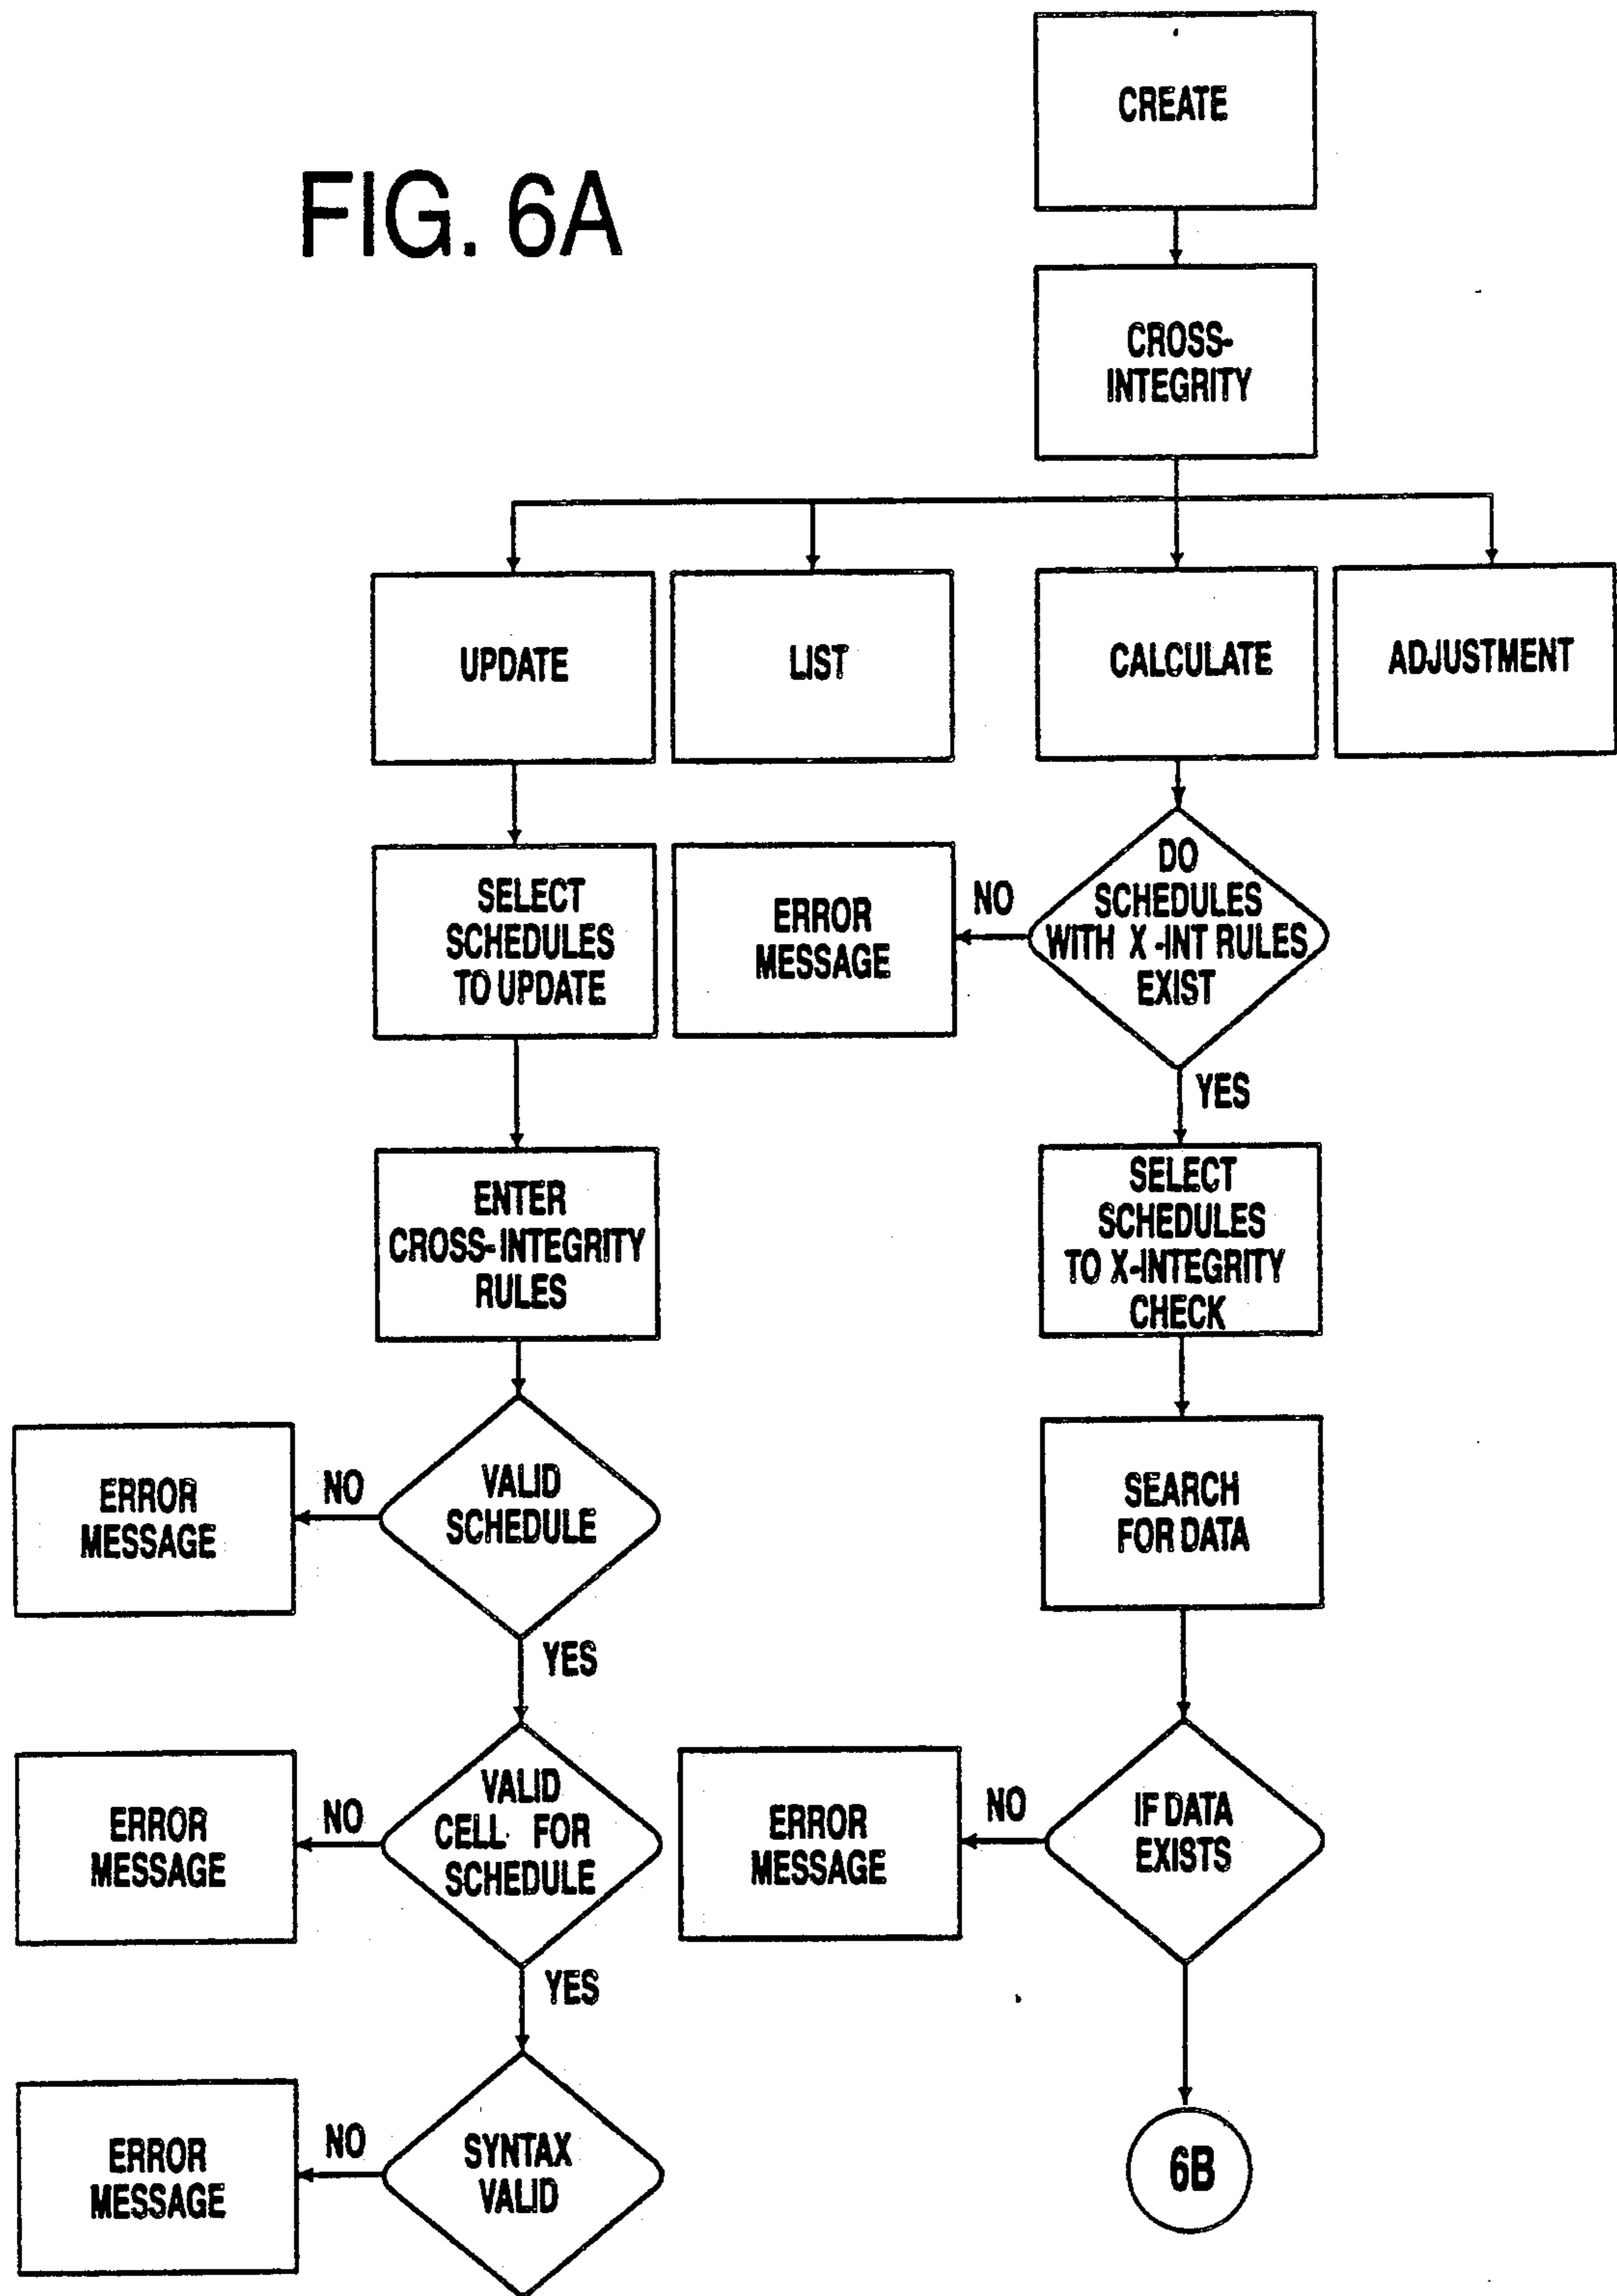 FIG. 6A
CREATE
CROSS-
INTEGRITY
UPDATE
LIST
CALCULATE
ADJUSTMENT
SELECT
SCHEDULES
TO UPDATE
ERROR
MESSAGE
NO
DO
SCHEDULES
WITH X-INT RULES
EXIST
YES
ENTER
CROSS-INTEGRITY
RULES
SELECT
SCHEDULES
TO X-INTEGRITY
CHECK
ERROR
MESSAGE
NO
VALID
SCHEDULE
YES
SEARCH
FOR DATA
ERROR
MESSAGE
NO
VALID
CELL FOR
SCHEDULE
YES
ERROR
MESSAGE
NO
IF DATA
EXISTS
ERROR
MESSAGE
NO
SYNTAX
VALID
6B